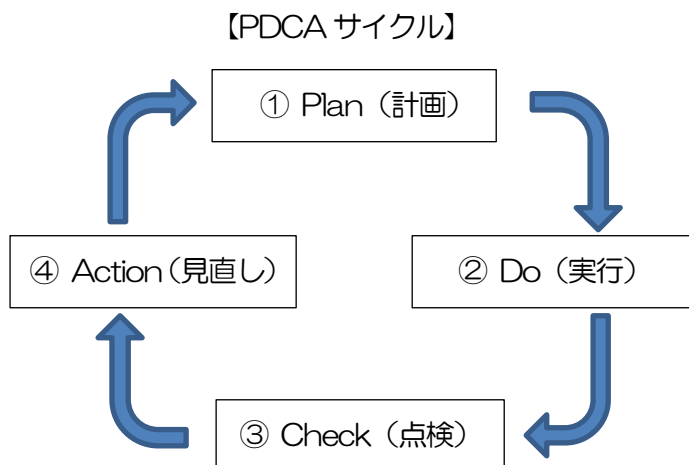 【PDCA サイクル】
① Plan（計画）
② Do（実行）
③ Check（点検）
④ Action（見直し）